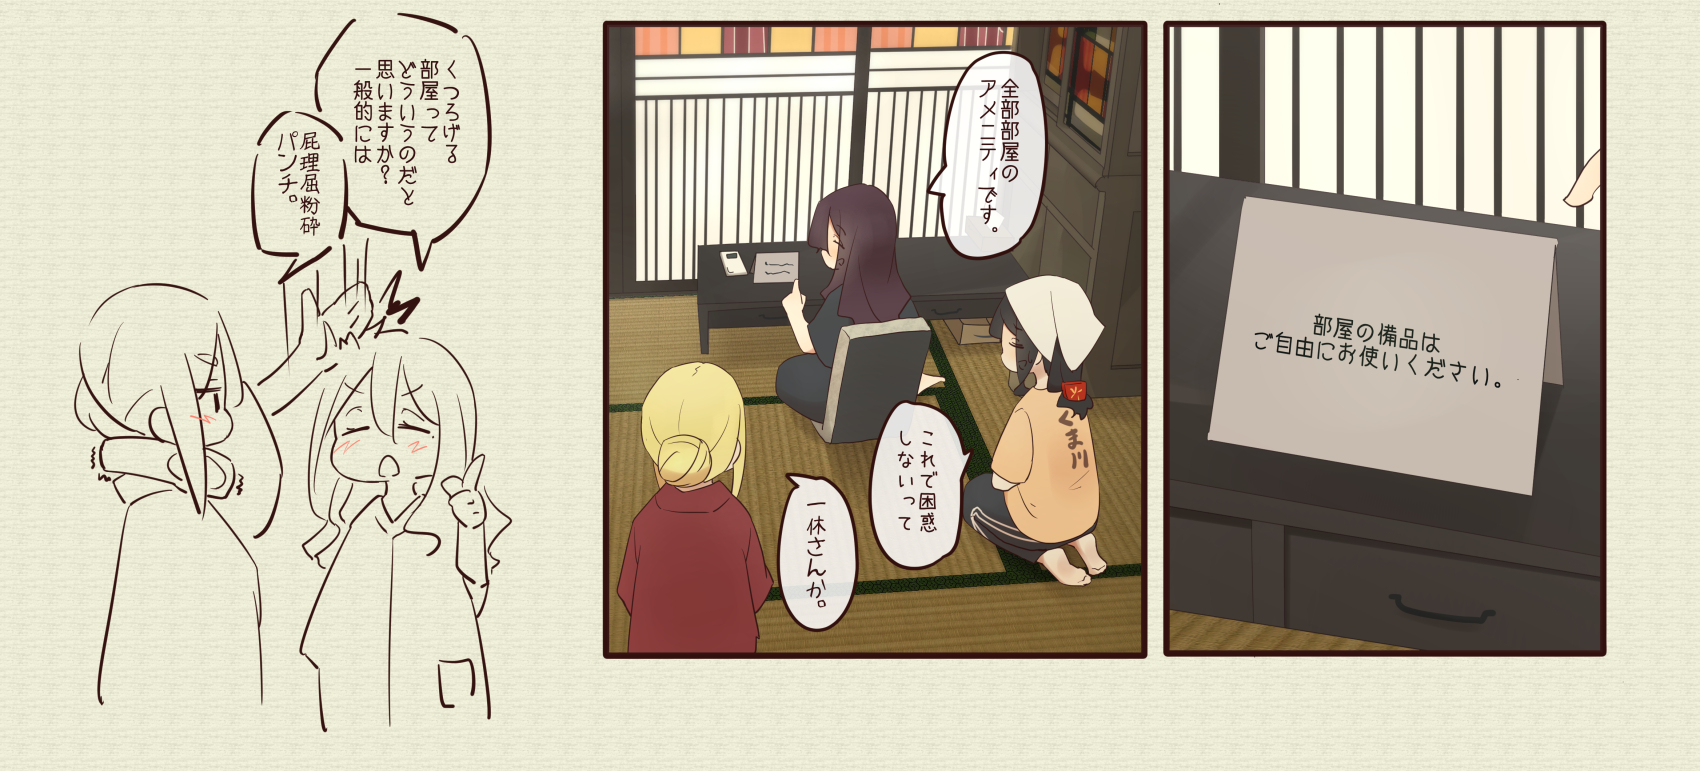 部屋の備品は
ご自由にお使いください。
全部部屋の
アメニティです。
くま川
これで困惑
しないって
一休さんか。
くつろげる
部屋って
どういうのだと
思いますか？
一般的には
屁理屈粉砕
パンチ。